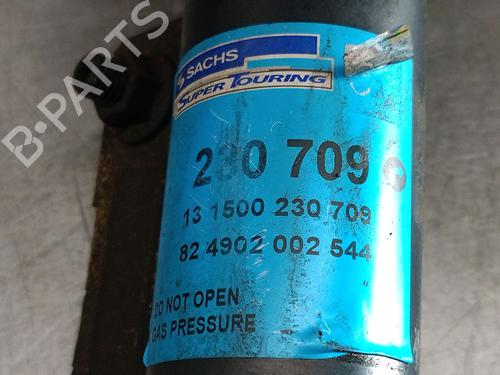 SACHS
SUPER TOURING
230 709
13 1500 230 709
82 4902 002 544
DO NOT OPEN
GAS PRESSURE
B-PARTS